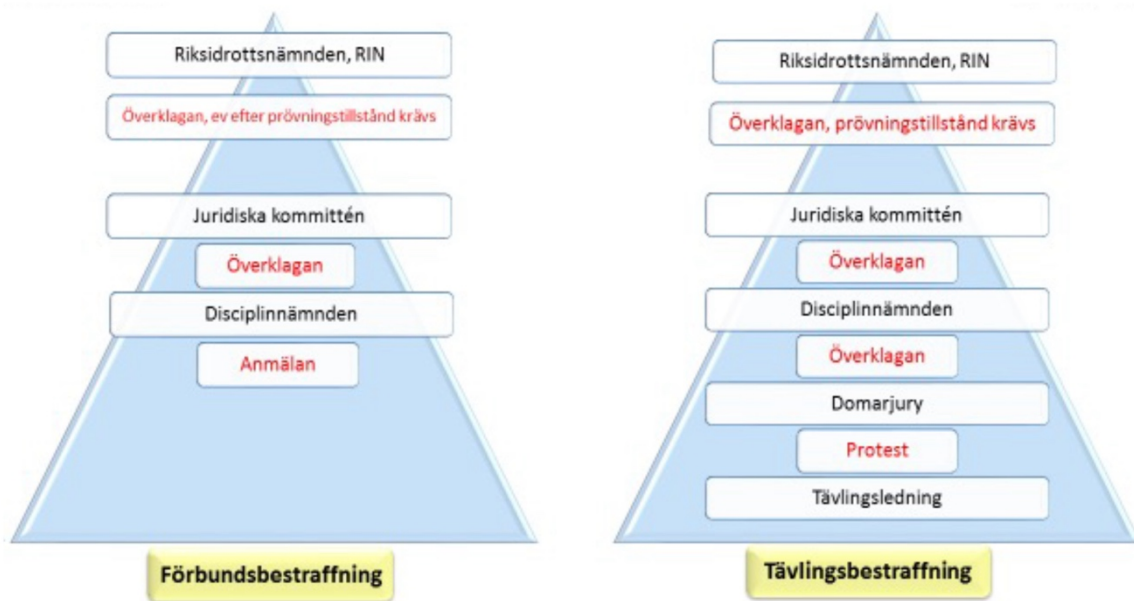 Riksidrottsnämnden, RIN
Överklagan, ev efter prövningstillstånd krävs
Juridiska kommittén
Överklagan
Disciplinnämnden
Anmälan
Förbundsbestraffning
Riksidrottsnämnden, RIN
Överklagan, prövningstillstånd krävs
Juridiska kommittén
Överklagan
Disciplinnämnden
Överklagan
Domarjury
Protest
Tävlingsledning
Tävlingsbestraffning